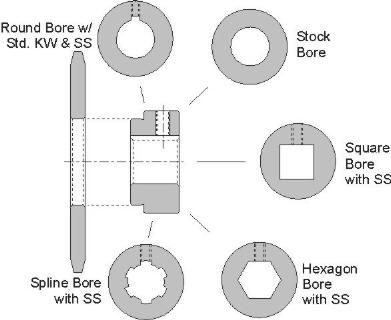 Round Bore w/
Std. KW & SS
Stock
Bore
Square
Bore
with SS
Spline Bore
with SS
Hexagon
Bore
with SS